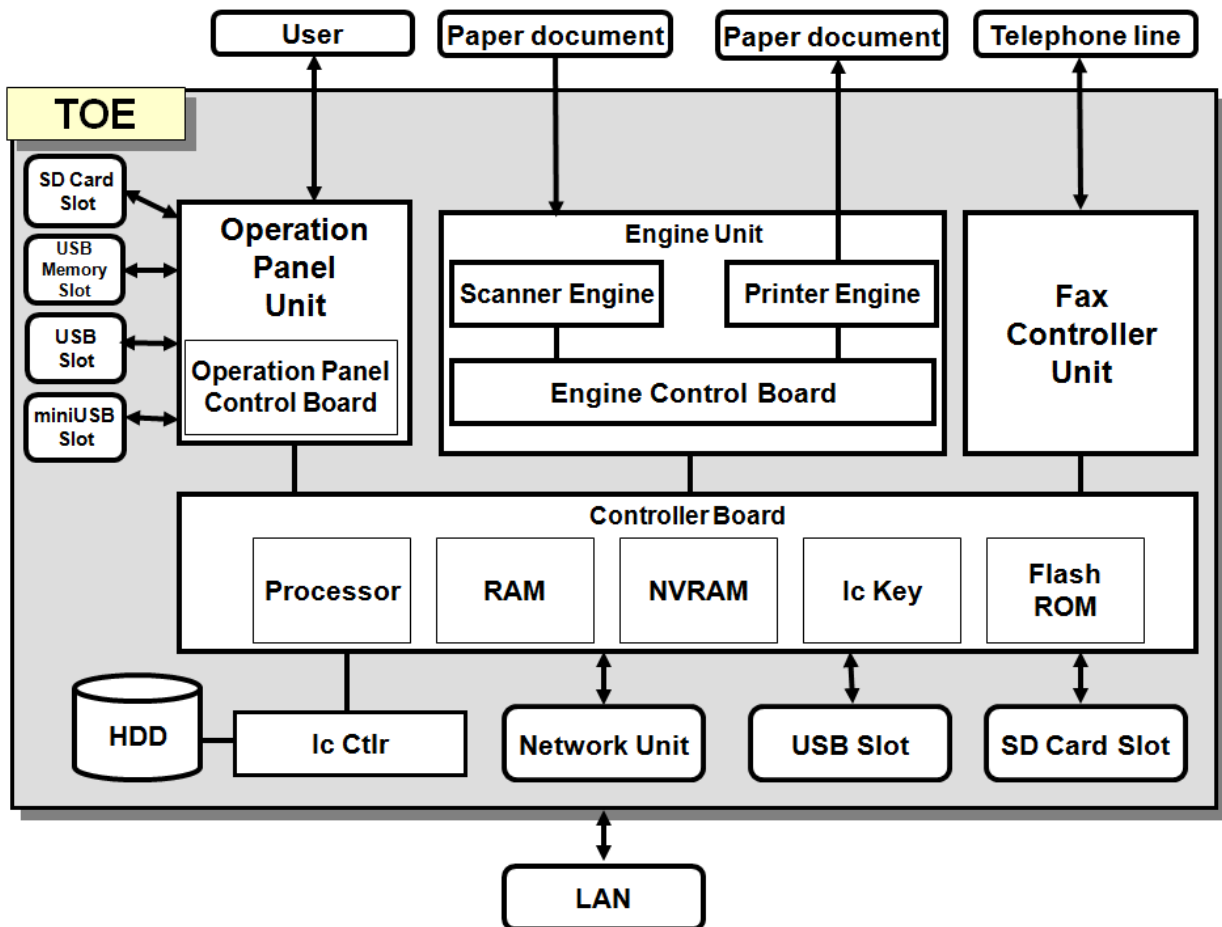 User
Paper document
Paper document
Telephone line
TOE
SD Card
Slot
USB
Memory
Slot
USB
Slot
miniUSB
Slot
Operation
Panel
Unit
Operation Panel
Control Board
Engine Unit
Scanner Engine
Printer Engine
Engine Control Board
Fax
Controller
Unit
Controller Board
Processor
RAM
NVRAM
Ic Key
Flash
ROM
HDD
Ic Ctlr
Network Unit
USB Slot
SD Card Slot
LAN